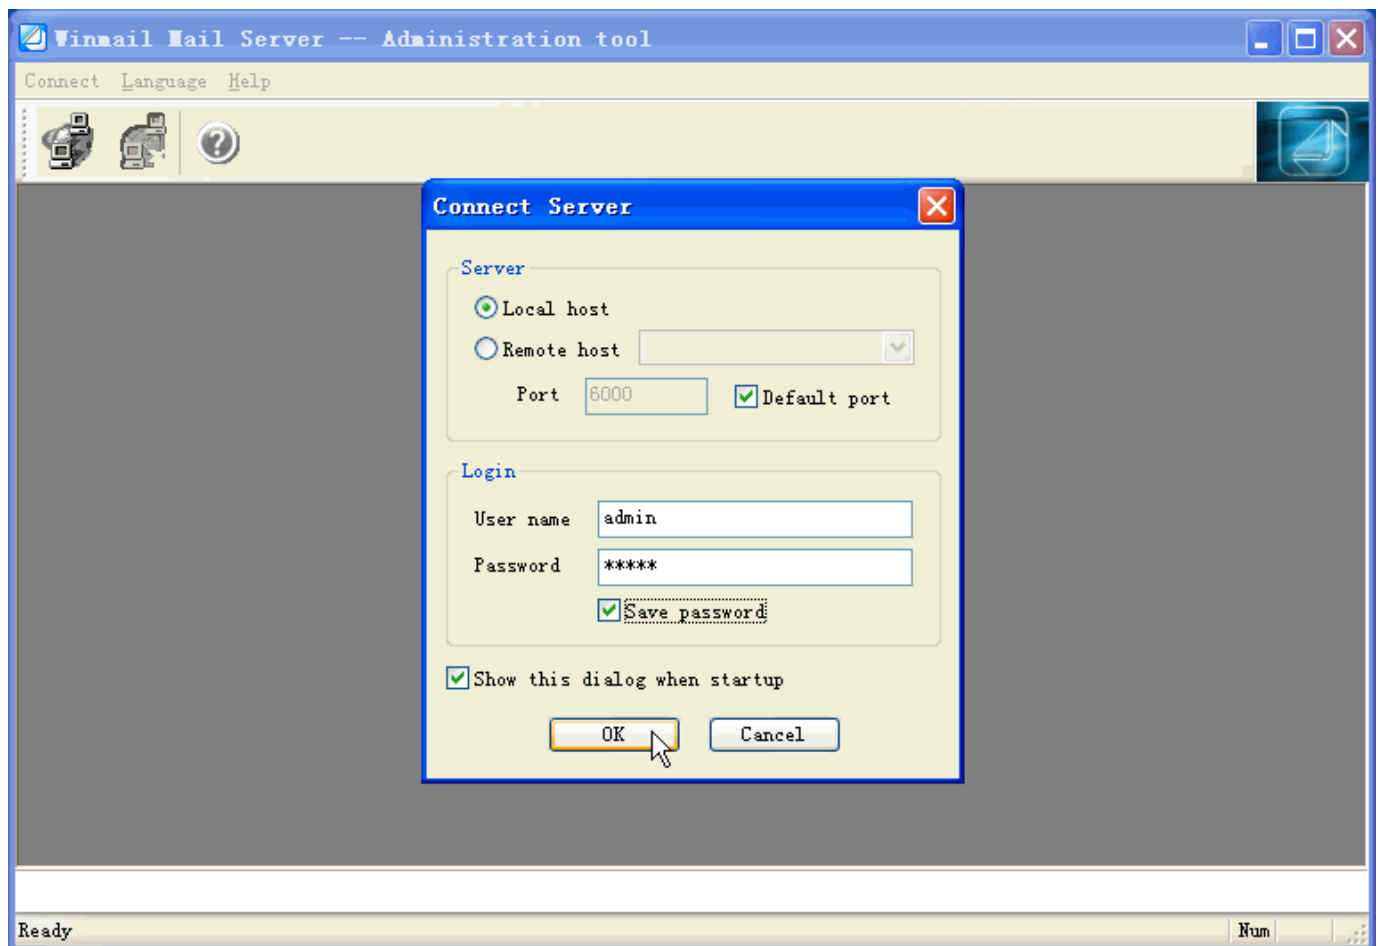 Winmail Mail Server -- Administration tool
Connect Language Help
Connect Server
Server
Local host
Remote host
Port 6000 Default port
Login
User name admin
Password *****
Save password
Show this dialog when startup
OK Cancel
Ready Num